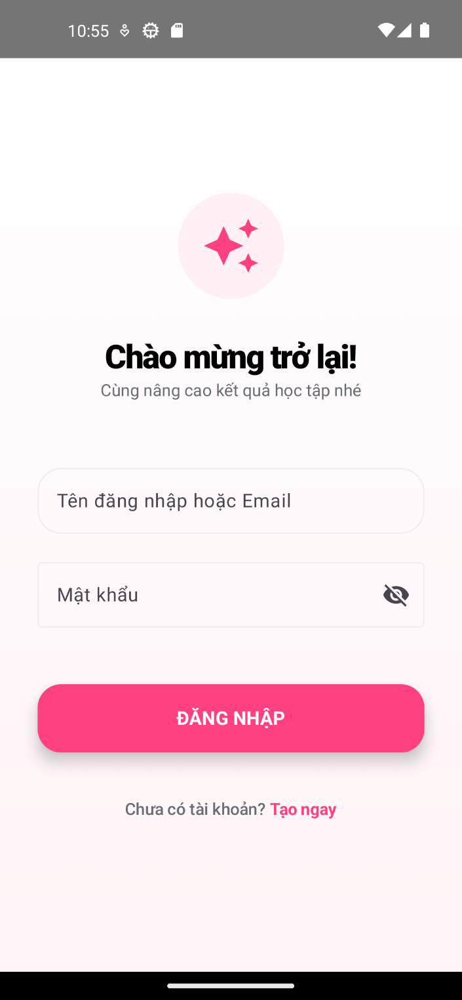 10:55
Chào mừng trở lại!
Cùng nâng cao kết quả học tập nhé
Tên đăng nhập hoặc Email
Mật khẩu
ĐĂNG NHẬP
Chưa có tài khoản? Tạo ngay